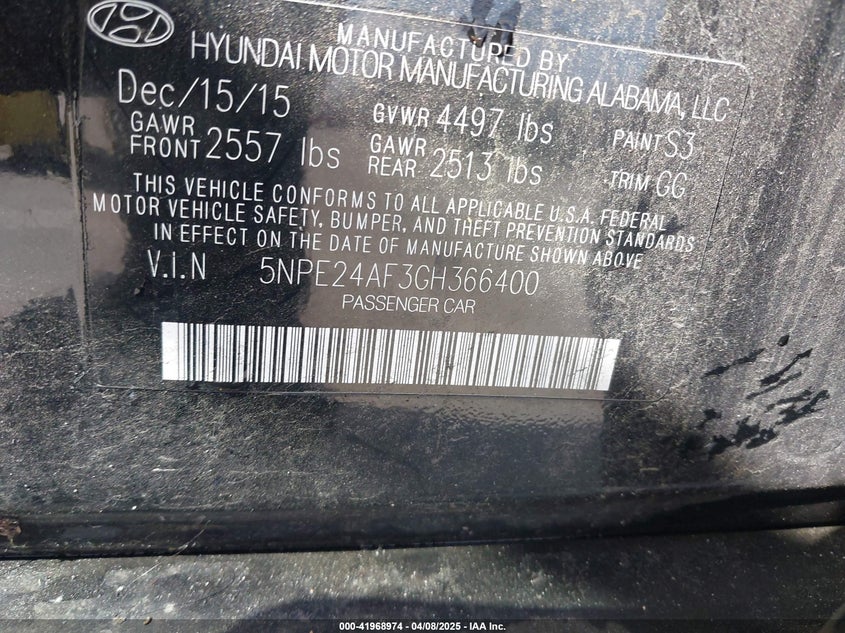 MANUFACTURED BY
HYUNDAI MOTOR MANUFACTURING ALABAMA, LLC
Dec/15/15 GVWR 4497 lbs PAINT S3
GAWR FRONT 2557 lbs GAWR REAR 2513 lbs TRIM GG
THIS VEHICLE CONFORMS TO ALL APPLICABLE U.S.A. FEDERAL
MOTOR VEHICLE SAFETY, BUMPER, AND THEFT PREVENTION STANDARDS
IN EFFECT ON THE DATE OF MANUFACTURE SHOWN ABOVE
V.i.N 5NPE24AF3GH366400
PASSENGER CAR
000-41968974 | 04/08/2025 - IAA Inc.